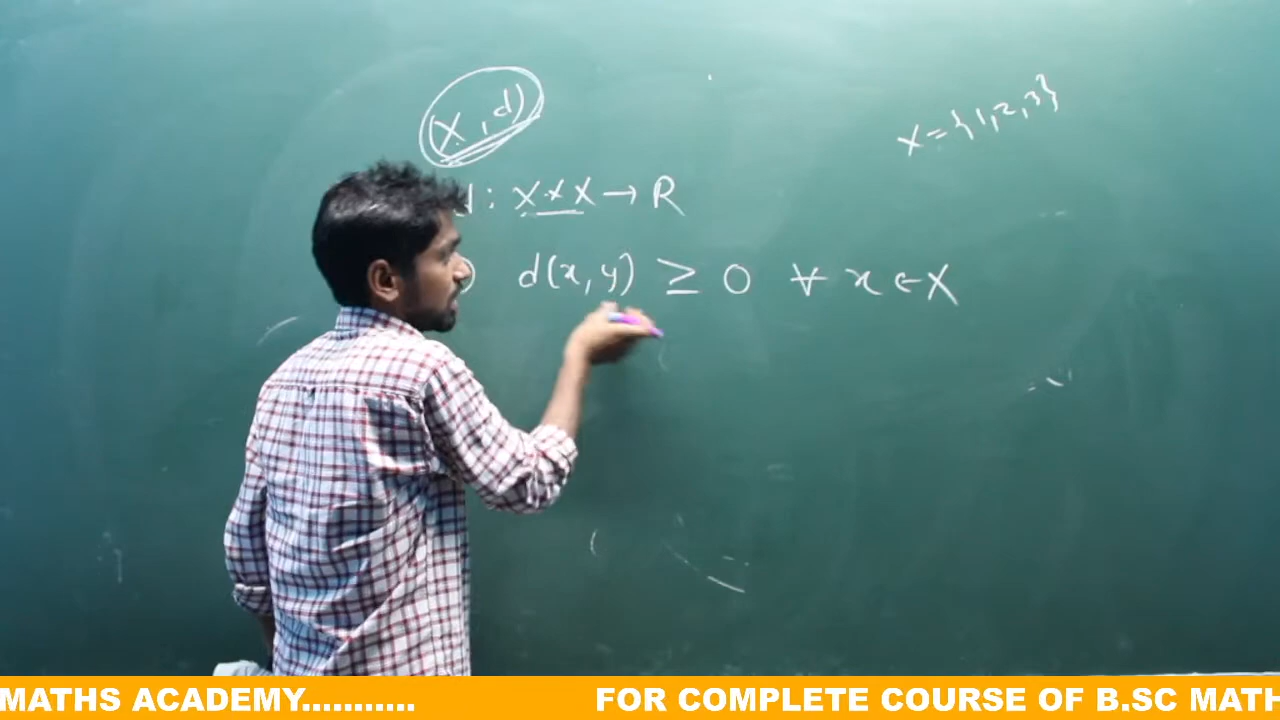 (X, d)
X = {1, 2, 3}
d : X × X → R
d(x, y) ≥ 0 ∀ x ∈ X
MATHS ACADEMY........... FOR COMPLETE COURSE OF B.SC MATH